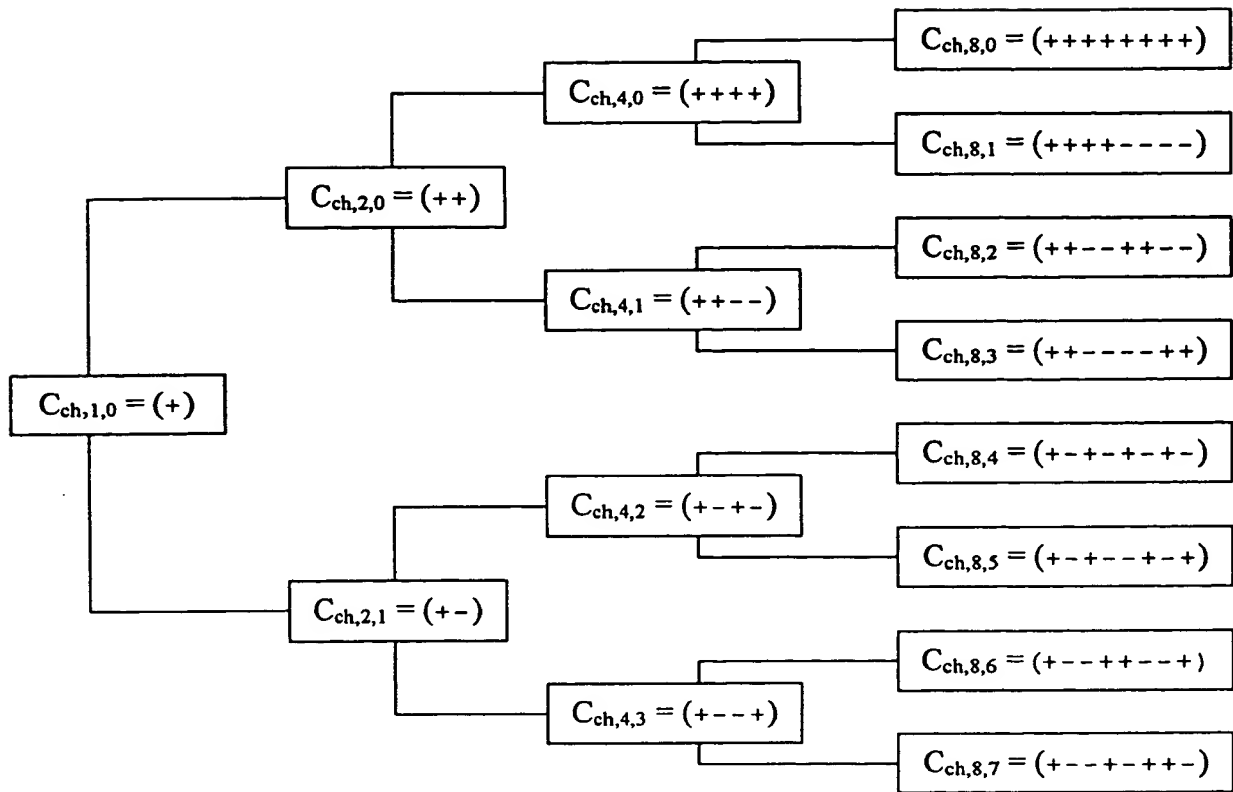 C_ch,8,0 = (++++++++)
C_ch,4,0 = (++++)
C_ch,8,1 = (++++----)
C_ch,2,0 = (++)
C_ch,8,2 = (++--++--)
C_ch,4,1 = (++--)
C_ch,8,3 = (++----++)
C_ch,1,0 = (+)
C_ch,8,4 = (+-+-+-+-)
C_ch,4,2 = (+-+-)
C_ch,8,5 = (+-+--+-+)
C_ch,2,1 = (+-)
C_ch,8,6 = (+--++--+)
C_ch,4,3 = (+--+)
C_ch,8,7 = (+--+-++-)